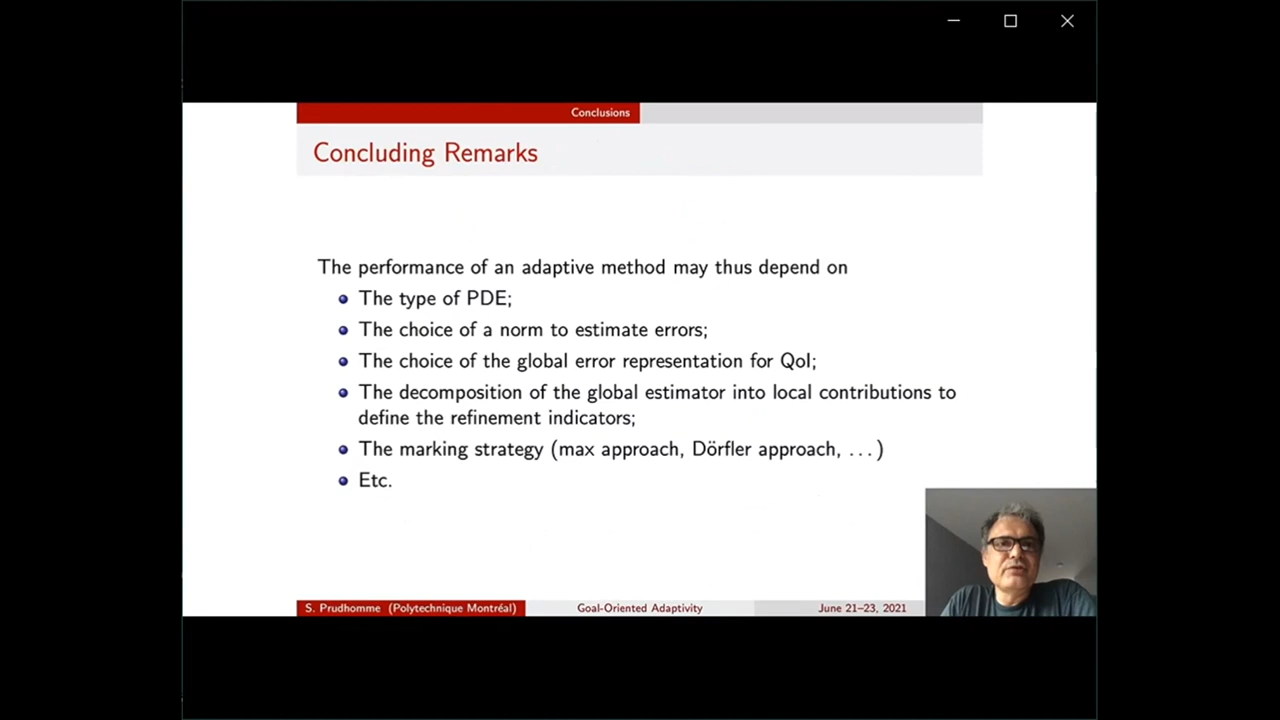 Conclusions
Concluding Remarks
The performance of an adaptive method may thus depend on
The type of PDE;
The choice of a norm to estimate errors;
The choice of the global error representation for QoI;
The decomposition of the global estimator into local contributions to
define the refinement indicators;
The marking strategy (max approach, Dörfler approach, . . . )
Etc.
S. Prudhomme (Polytechnique Montréal) Goal-Oriented Adaptivity June 21–23, 2021